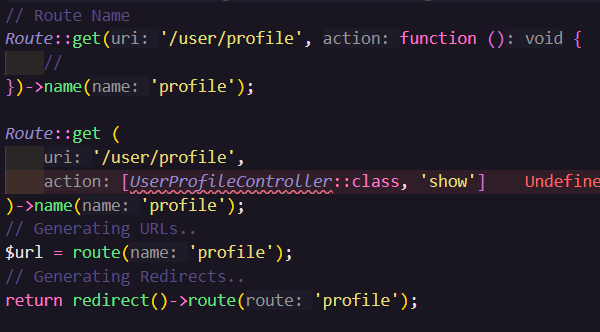 // Route Name
Route::get(uri: '/user/profile', action: function (): void {
//
})->name(name: 'profile');
Route::get (
uri: '/user/profile',
action: [UserProfileController::class, 'show'] Undefine
)->name(name: 'profile');
// Generating URLs..
$url = route(name: 'profile');
// Generating Redirects..
return redirect()->route(route: 'profile');